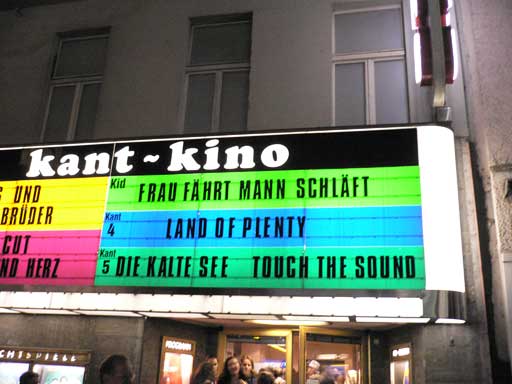 kant ~ kino
S UND
BRÜDER
CUT
ND HERZ
Kid FRAU FÄHRT MANN SCHLÄFT
Kant 4 LAND OF PLENTY
Kant 5 DIE KALTE SEE TOUCH THE SOUND
PROGRAMM